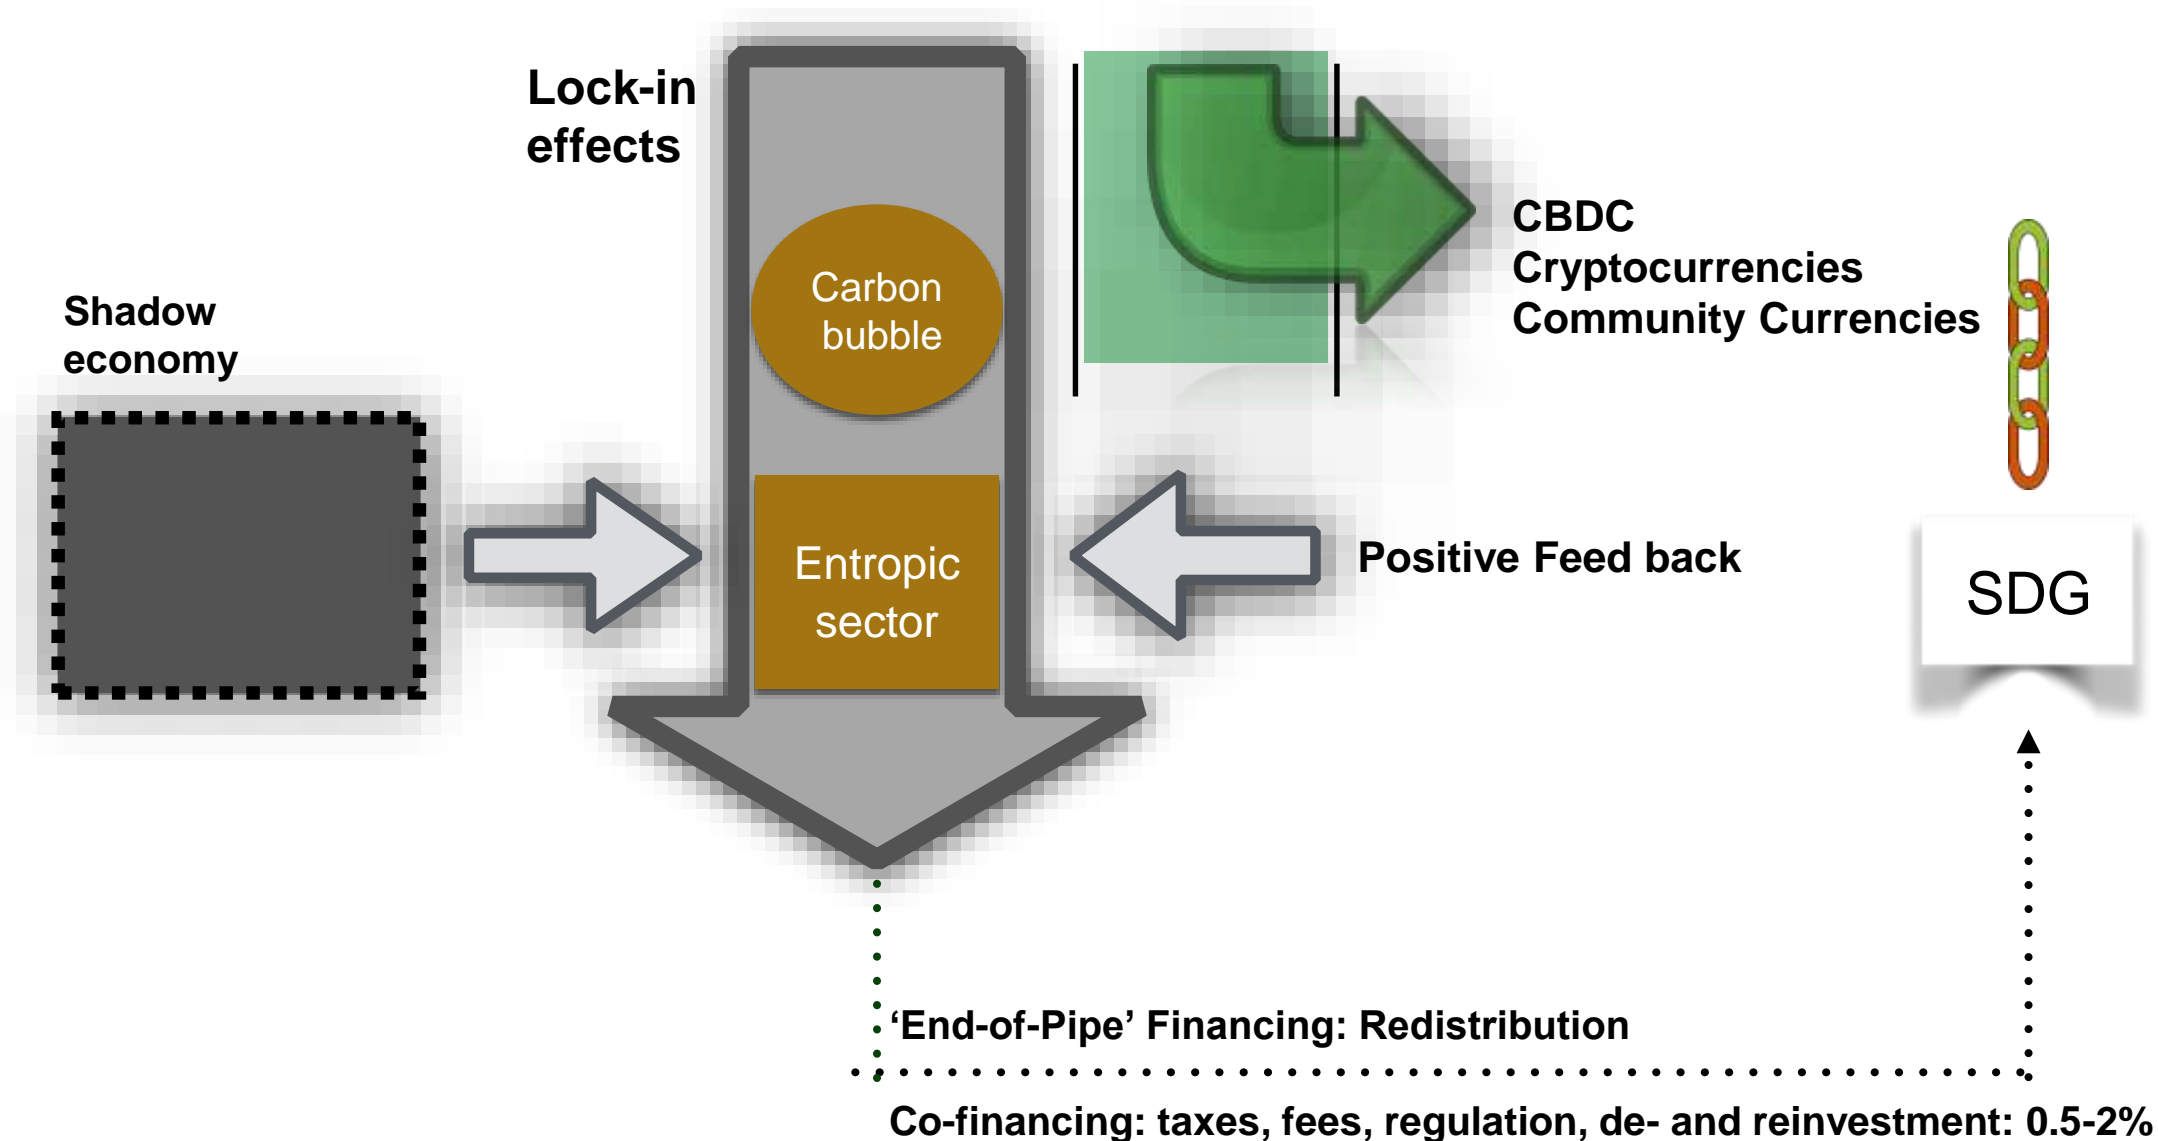 Lock-in
effects
Carbon
bubble
CBDC
Cryptocurrencies
Community Currencies
Shadow
economy
Entropic
sector
Positive Feed back
SDG
‘End-of-Pipe’ Financing: Redistribution
Co-financing: taxes, fees, regulation, de- and reinvestment: 0.5-2%